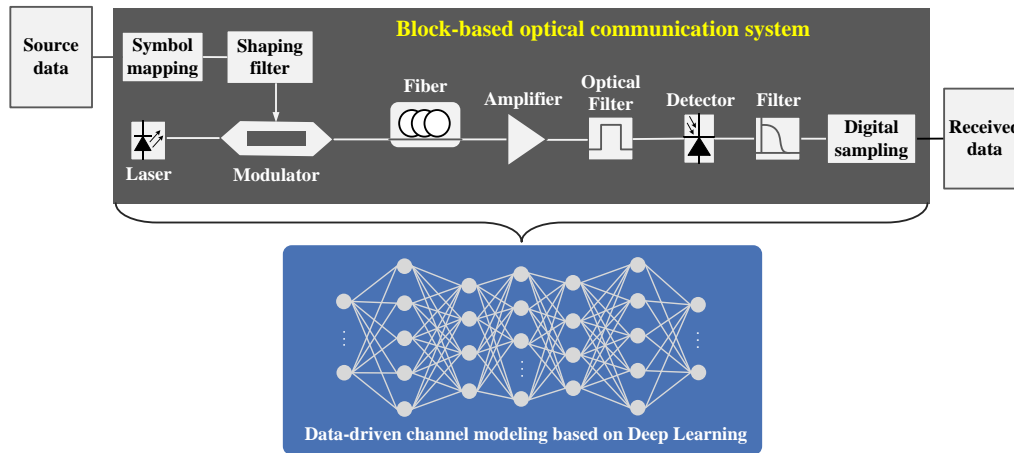 Block-based optical communication system
Source
data
Symbol
mapping
Shaping
filter
Laser
Modulator
Fiber
Amplifier
Optical
Filter
Detector
Filter
Digital
sampling
Received
data
Data-driven channel modeling based on Deep Learning